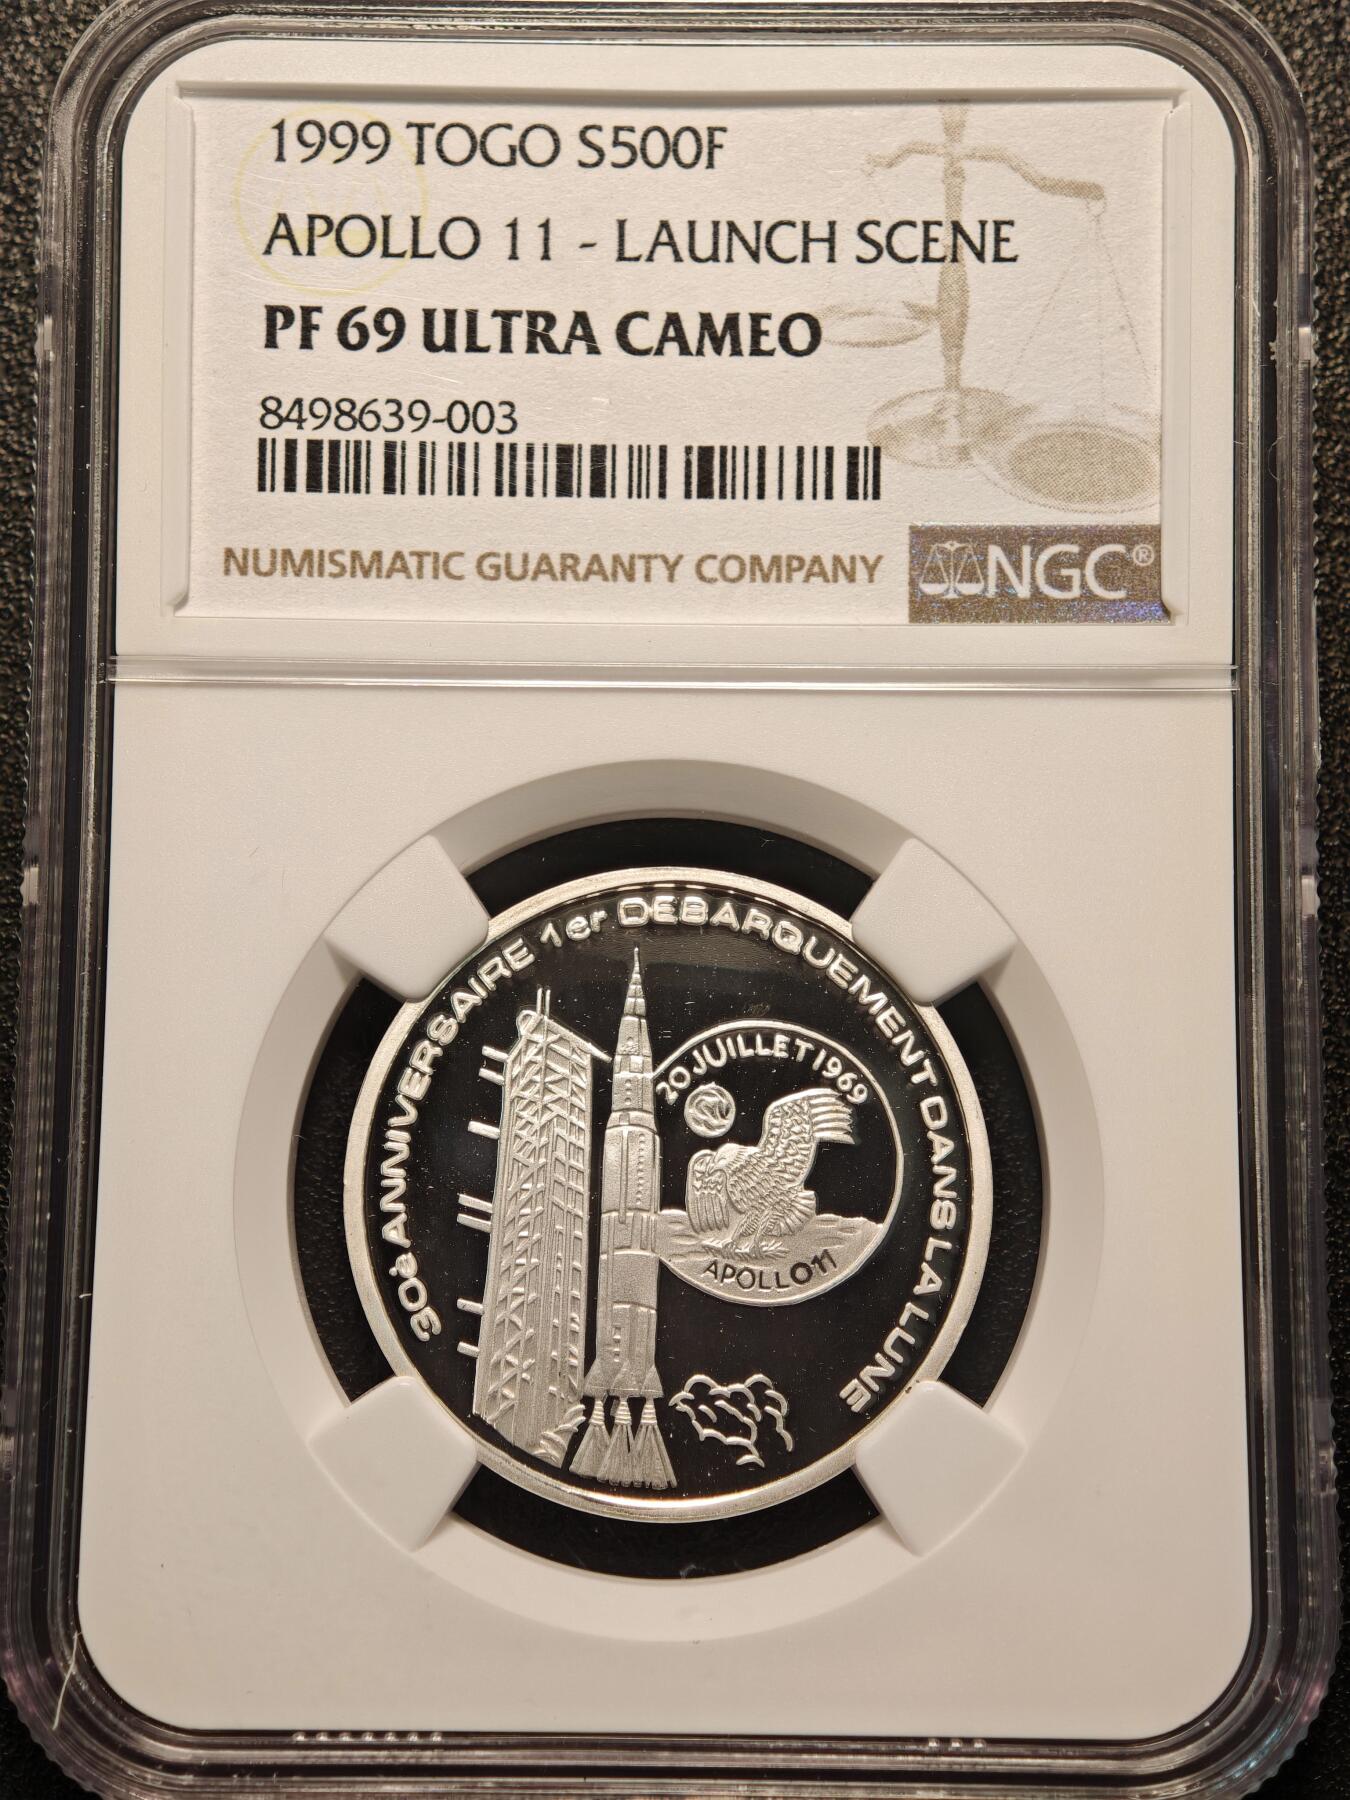 1999 TOGO S500F
APOLLO 11 - LAUNCH SCENE
PF 69 ULTRA CAMEO
8498639-003
NUMISMATIC GUARANTY COMPANY
NGC®
30è ANNIVERSAIRE 1er DEBARQUEMENT DANS LA LUNE
20 JUILLET 1969
APOLLO 11